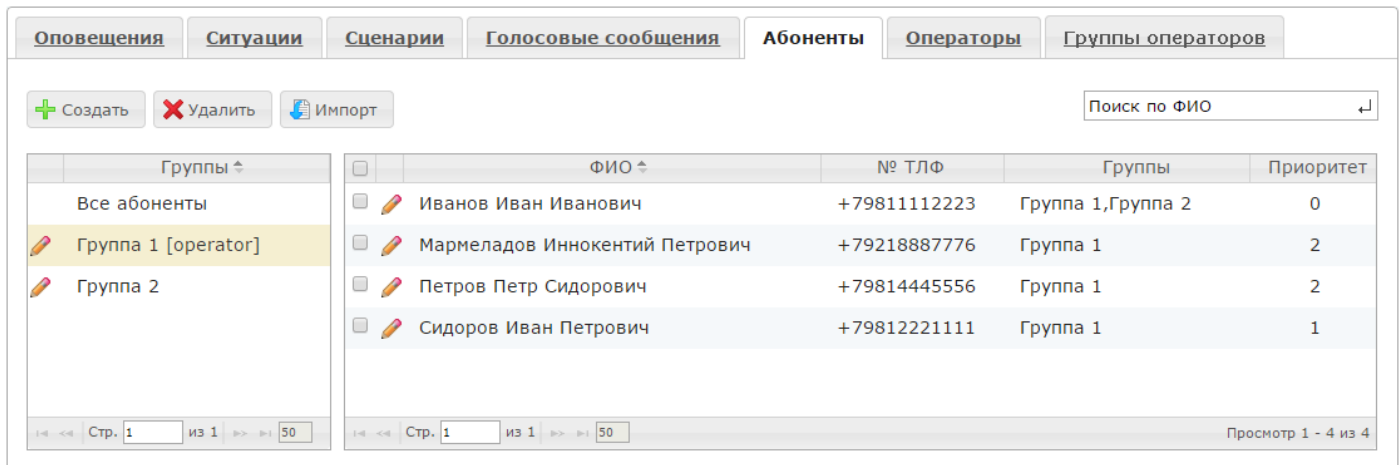 Оповещения Ситуации Сценарии Голосовые сообщения Абоненты Операторы Группы операторов
Создать Удалить Импорт Поиск по ФИО
Группы ФИО № ТЛФ Группы Приоритет
Все абоненты Иванов Иван Иванович +79811112223 Группа 1,Группа 2 0
Группа 1 [operator] Мармеладов Иннокентий Петрович +79218887776 Группа 1 2
Группа 2 Петров Петр Сидорович +79814445556 Группа 1 2
Сидоров Иван Петрович +79812221111 Группа 1 1
Стр. 1 из 1 50 Стр. 1 из 1 50 Просмотр 1 - 4 из 4